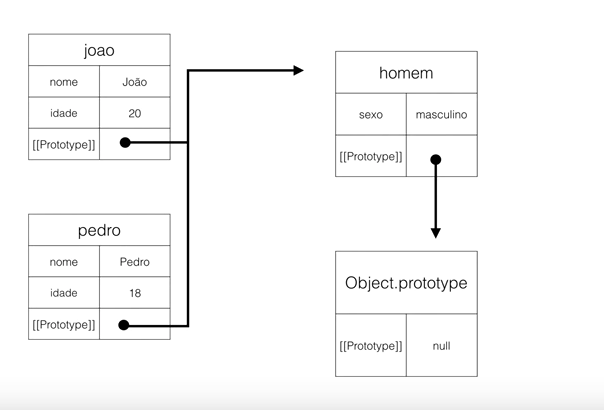 joao
nome João
idade 20
[[Prototype]]
pedro
nome Pedro
idade 18
[[Prototype]]
homem
sexo masculino
[[Prototype]]
Object.prototype
[[Prototype]] null